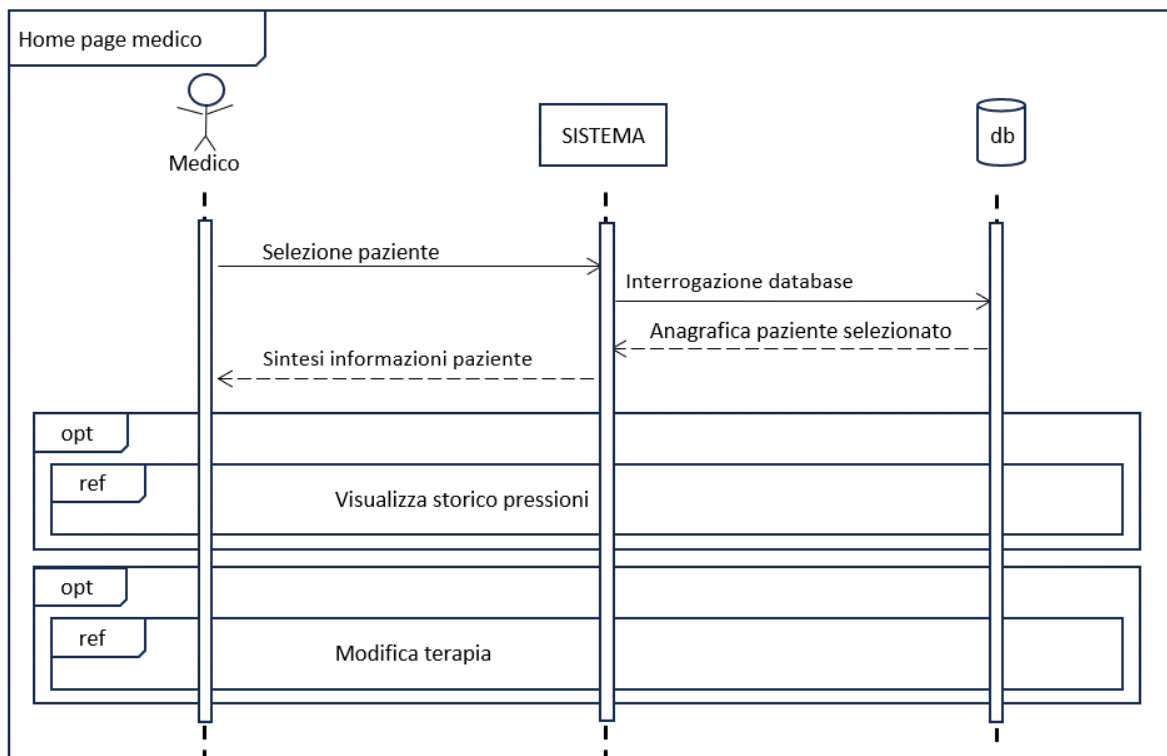 Home page medico
Medico
SISTEMA
db
Selezione paziente
Interrogazione database
Anagrafica paziente selezionato
Sintesi informazioni paziente
opt
ref
Visualizza storico pressioni
opt
ref
Modifica terapia